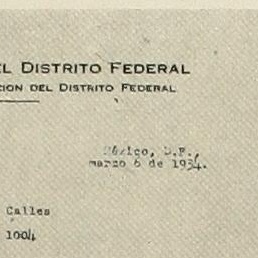 EL DISTRITO FEDERAL
CION DEL DISTRITO FEDERAL
México, D.F.,
marzo 6 de 1934.
Calles
1004